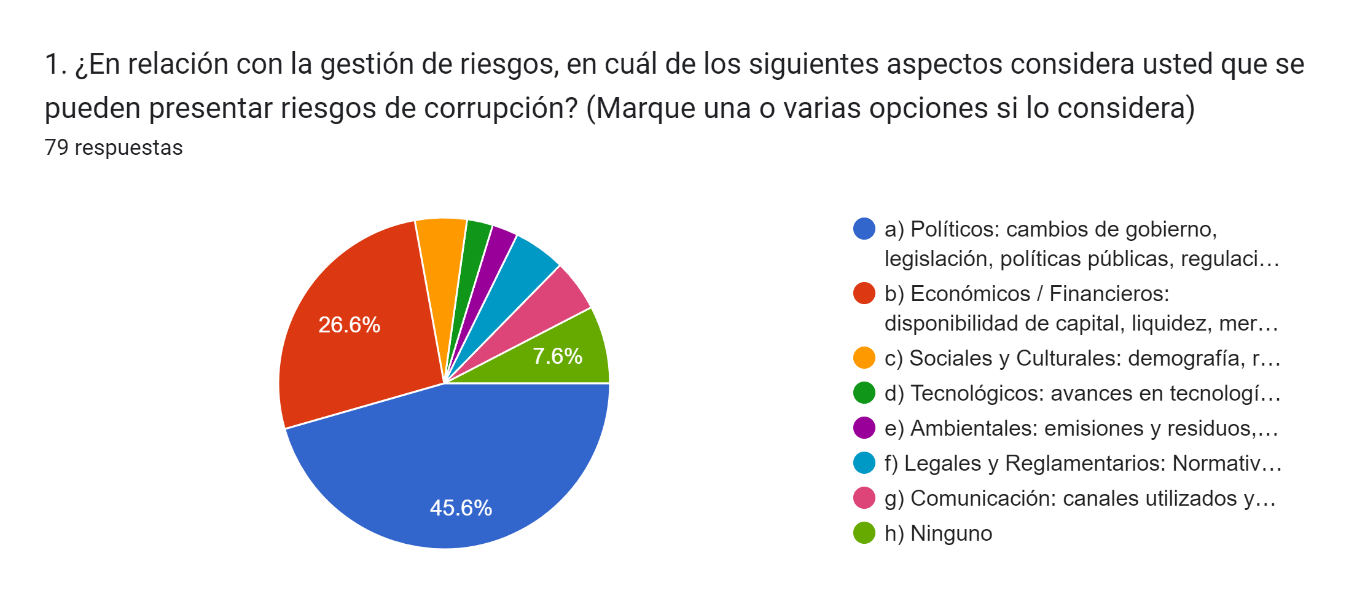 1. ¿En relación con la gestión de riesgos, en cuál de los siguientes aspectos considera usted que se
pueden presentar riesgos de corrupción? (Marque una o varias opciones si lo considera)
79 respuestas
26.6%
7.6%
45.6%
a) Políticos: cambios de gobierno,
legislación, políticas públicas, regulaci…
b) Económicos / Financieros:
disponibilidad de capital, liquidez, mer…
c) Sociales y Culturales: demografía, r…
d) Tecnológicos: avances en tecnologí…
e) Ambientales: emisiones y residuos,…
f) Legales y Reglamentarios: Normativ…
g) Comunicación: canales utilizados y…
h) Ninguno